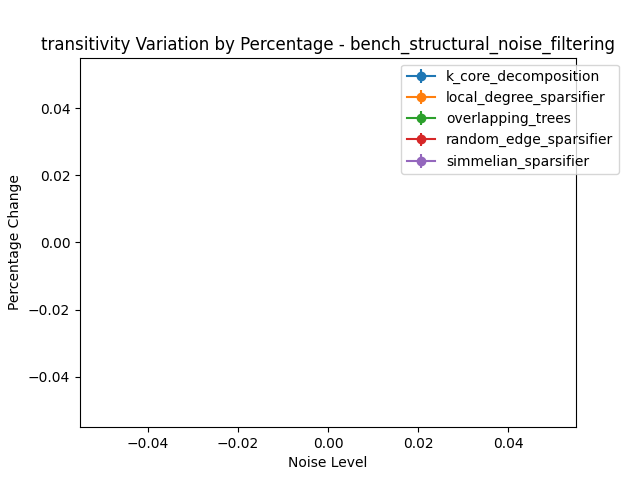 transitivity Variation by Percentage - bench_structural_noise_filtering
k_core_decomposition
local_degree_sparsifier
overlapping_trees
random_edge_sparsifier
simmelian_sparsifier
Percentage Change
0.04
0.02
0.00
−0.02
−0.04
−0.04
−0.02
0.00
0.02
0.04
Noise Level